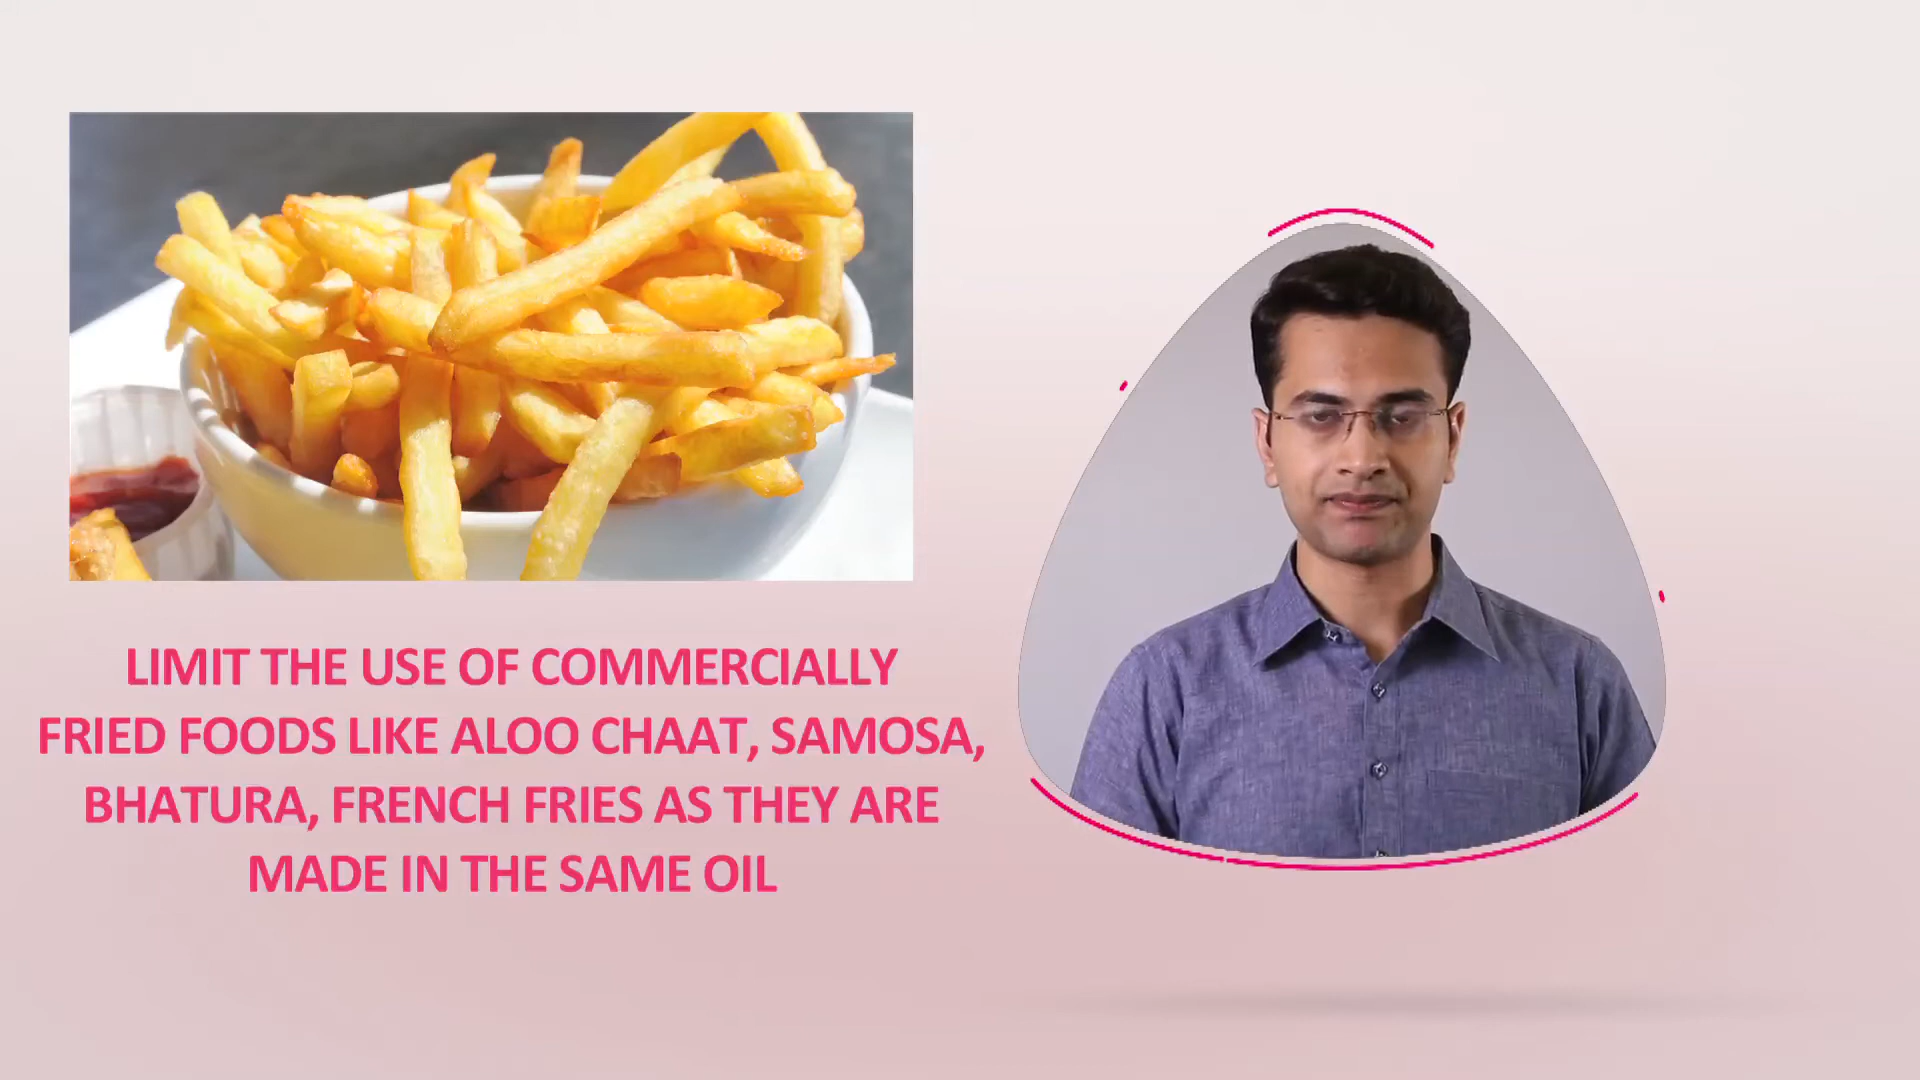 LIMIT THE USE OF COMMERCIALLY
FRIED FOODS LIKE ALOO CHAAT, SAMOSA,
BHATURA, FRENCH FRIES AS THEY ARE
MADE IN THE SAME OIL